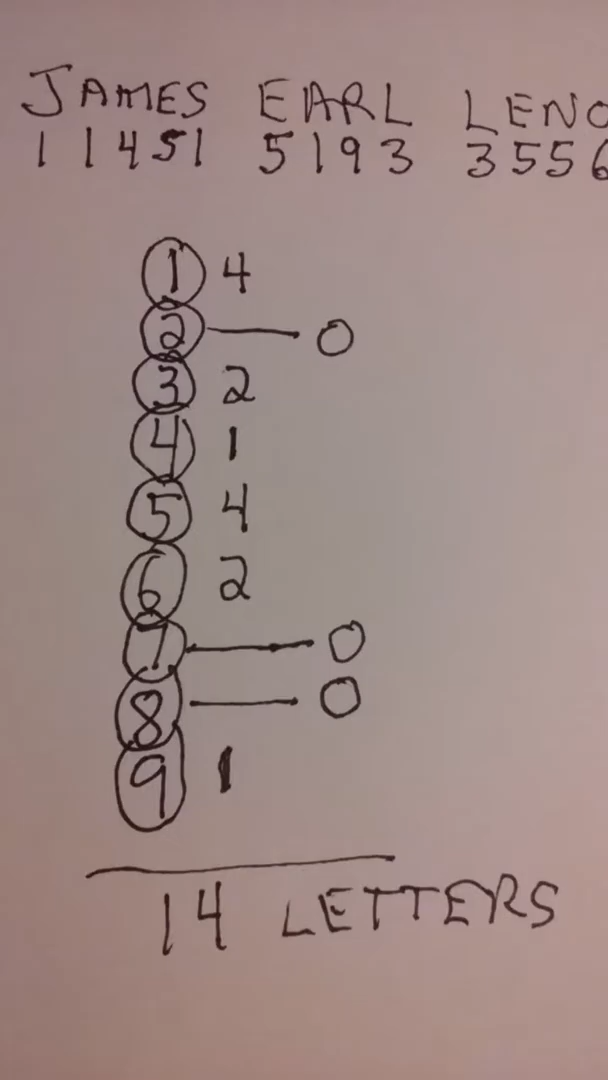 JAMES EARL LENO
11451 5193 3556
1 4
2 — 0
3 2
4 1
5 4
6 2
7 — 0
8 — 0
9 1
14 LETTERS